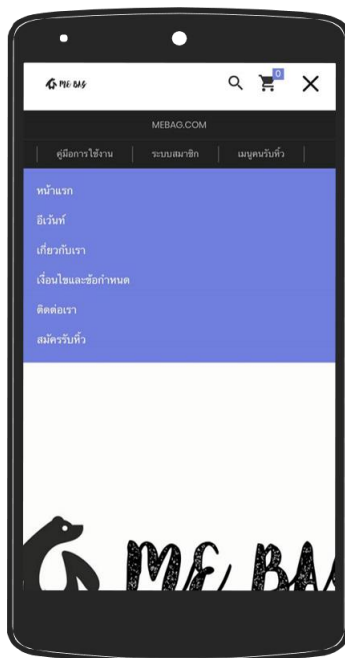 ME BAG
0
MEBAG.COM
คู่มือการใช้งาน ระบบสมาชิก เมนูคนรับหิ้ว
หน้าแรก
อีเว้นท์
เกี่ยวกับเรา
เงื่อนไขและข้อกำหนด
ติดต่อเรา
สมัครรับหิ้ว
ME BAG